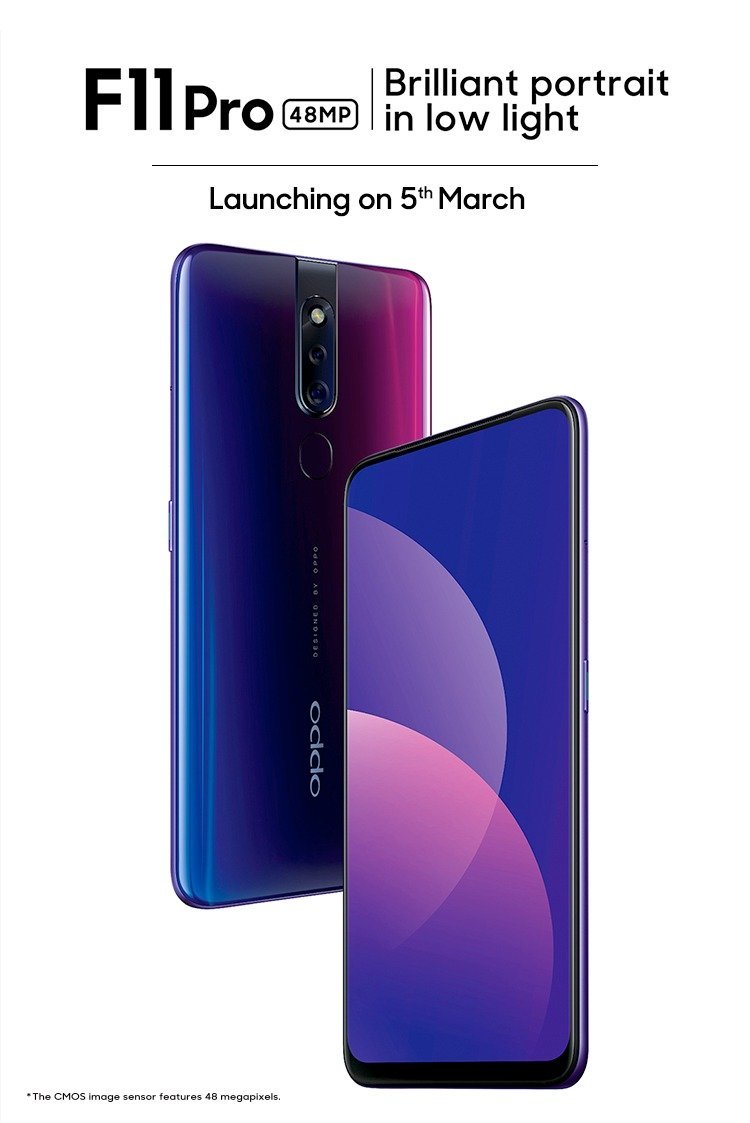 F11 Pro 48MP
Brilliant portrait
in low light
Launching on 5th March
DESIGNED BY OPPO
oppo
*The CMOS image sensor features 48 megapixels.